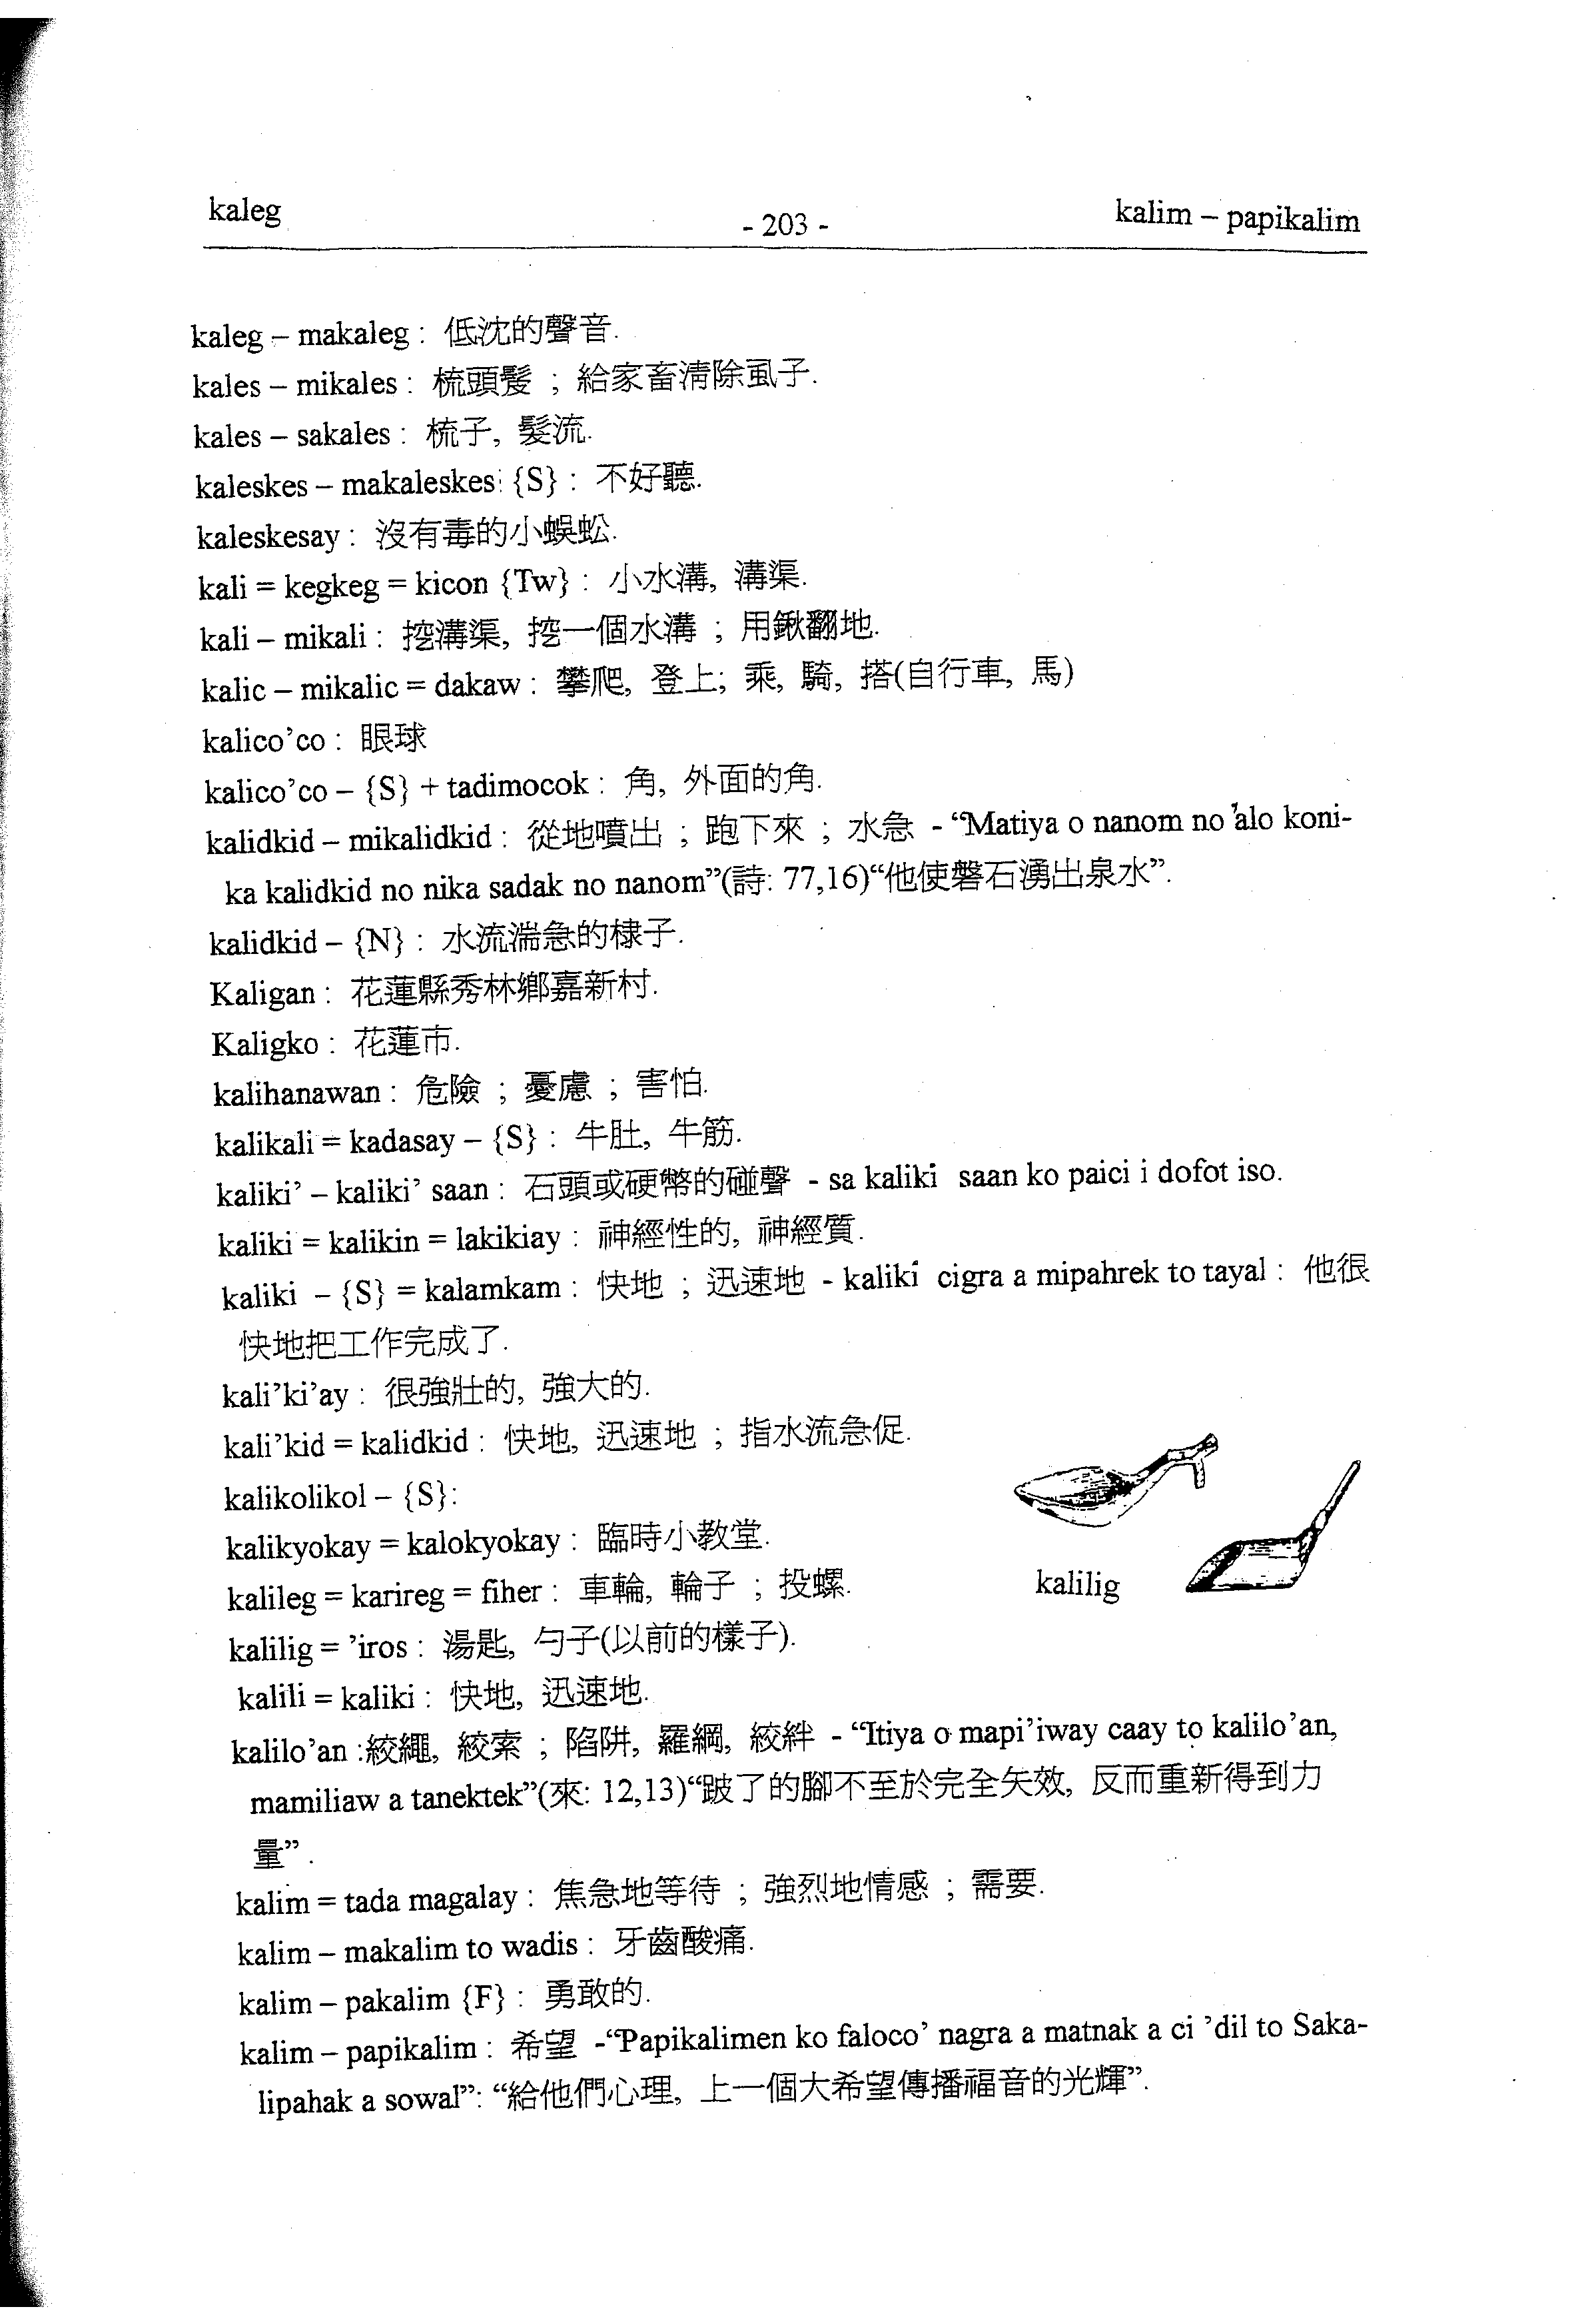 kaleg
- 203 -
kalim – papikalim
kaleg – makaleg : 低沈的聲音.
kales – mikales : 梳頭髮 ; 給家畜清除虱子.
kales – sakales : 梳子, 髮流.
kaleskes – makaleskes: {S} : 不好聽.
kaleskesay : 沒有毒的小蜈蚣.
kali = kegkeg = kicon {Tw} : 小水溝, 溝渠.
kali – mikali : 挖溝渠, 挖一個水溝 ; 用鍬翻地.
kalic – mikalic = dakaw : 攀爬, 登上; 乘, 騎, 搭(自行車, 馬)
kalico’co : 眼球
kalico’co – {S} + tadimocok : 角, 外面的角.
kalidkid – mikalidkid : 從地噴出 ; 跑下來 ; 水急 - “Matiya o nanom no ’alo koni-
ka kalidkid no nika sadak no nanom”(詩: 77,16)“他使磐石湧出泉水”.
kalidkid – {N} : 水流湍急的棣子.
Kaligan : 花蓮縣秀林鄉嘉新村.
Kaligko : 花蓮市.
kalihanawan : 危險 ; 憂慮 ; 害怕.
kalikali = kadasay – {S} : 牛肚, 牛筋.
kaliki’ – kaliki’ saan : 石頭或硬幣的碰聲 - sa kaliki saan ko paici i dofot iso.
kaliki = kalikin = lakikiay : 神經性的, 神經質.
kaliki – {S} = kalamkam : 快地 ; 迅速地 - kaliki cigra a mipahrek to tayal : 他很
快地把工作完成了.
kali’ki’ay : 很強壯的, 強大的.
kali’kid = kalidkid : 快地, 迅速地 ; 指水流急促.
kalikolikol – {S}:
kalikyokay = kalokyokay : 臨時小教堂.
kalileg = karireg = fiher : 車輪, 輪子 ; 投螺.
kalilig
kalilig = ’iros : 湯匙, 勺子(以前的樣子).
kalili = kaliki : 快地, 迅速地.
kalilo’an :絞繩, 絞索 ; 陷阱, 羅網, 絞絆 - “Itiya o mapi’iway caay to kalilo’an,
mamiliaw a tanektek”(來: 12,13)“跛了的腳不至於完全矢效, 反而重新得到力
量” .
kalim = tada magalay : 焦急地等待 ; 強烈地情感 ; 需要.
kalim – makalim to wadis : 牙齒酸痛.
kalim – pakalim {F} : 勇敢的.
kalim – papikalim : 希望 -“Papikalimen ko faloco’ nagra a matnak a ci ’dil to Saka-
lipahak a sowal”: “給他們心理, 上一個大希望傳播福音的光輝”.